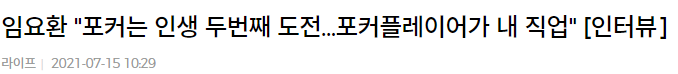 임요환 "포커는 인생 두번째 도전...포커플레이어가 내 직업" [인터뷰]
라이프 | 2021-07-15 10:29